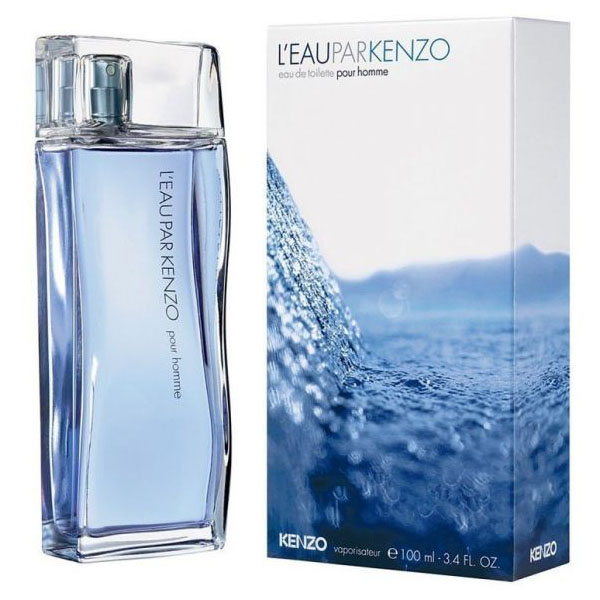 L'EAU PAR KENZO
pour homme
L'EAUPARKENZO
eau de toilette pour homme
KENZO vaporisateur ℮ 100 ml - 3.4 FL. OZ.
KENZO